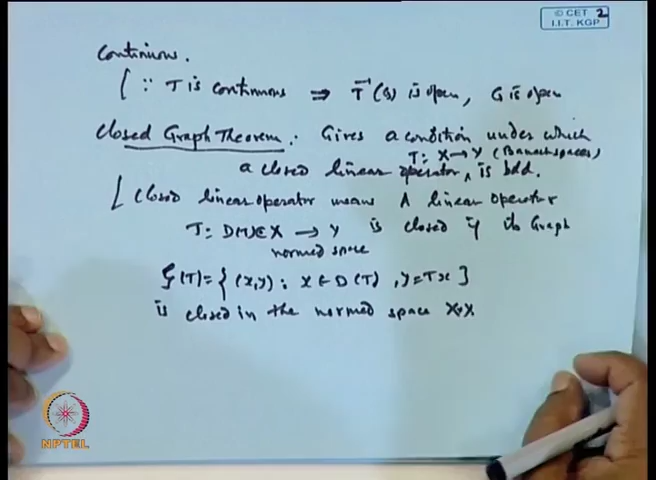 © CET 2
I.I.T. KGP
Continuous.
[ ∵ T is continuous ⇒ T⁻¹(G) is open, G is open
Closed Graph Theorem: Gives a condition under which
T: X → Y (Banach spaces)
a closed linear operator ∧ is bdd.
[ Closed linear operator means A linear operator
T: D(T) ⊂ X → Y is closed if its Graph
normed space
G(T) = { (x,y) : x ∈ D(T), y = Tx }
is closed in the normed space X×Y
NPTEL